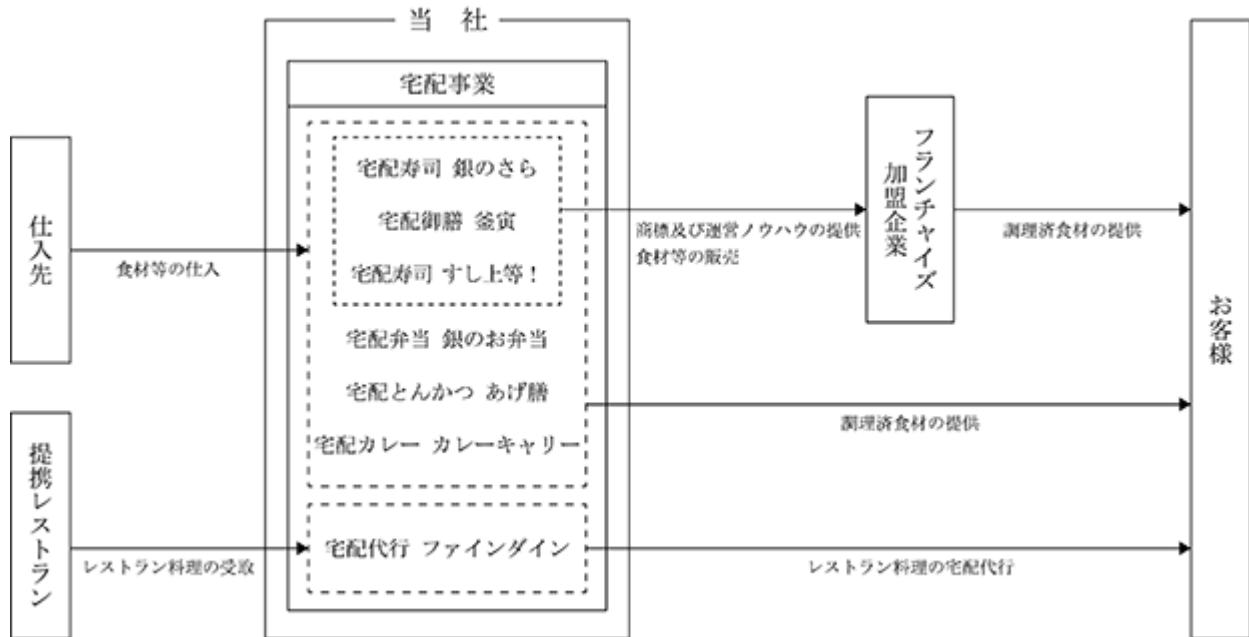 当 社
宅配事業
仕入先
食材等の仕入
宅配寿司 銀のさら
宅配御膳 釜寅
宅配寿司 すし上等！
宅配弁当 銀のお弁当
宅配とんかつ あげ膳
宅配カレー カレーキャリー
商標及び運営ノウハウの提供
食材等の販売
フランチャイズ
加盟企業
調理済食材の提供
お客様
調理済食材の提供
提携レストラン
レストラン料理の受取
宅配代行 ファインダイン
レストラン料理の宅配代行